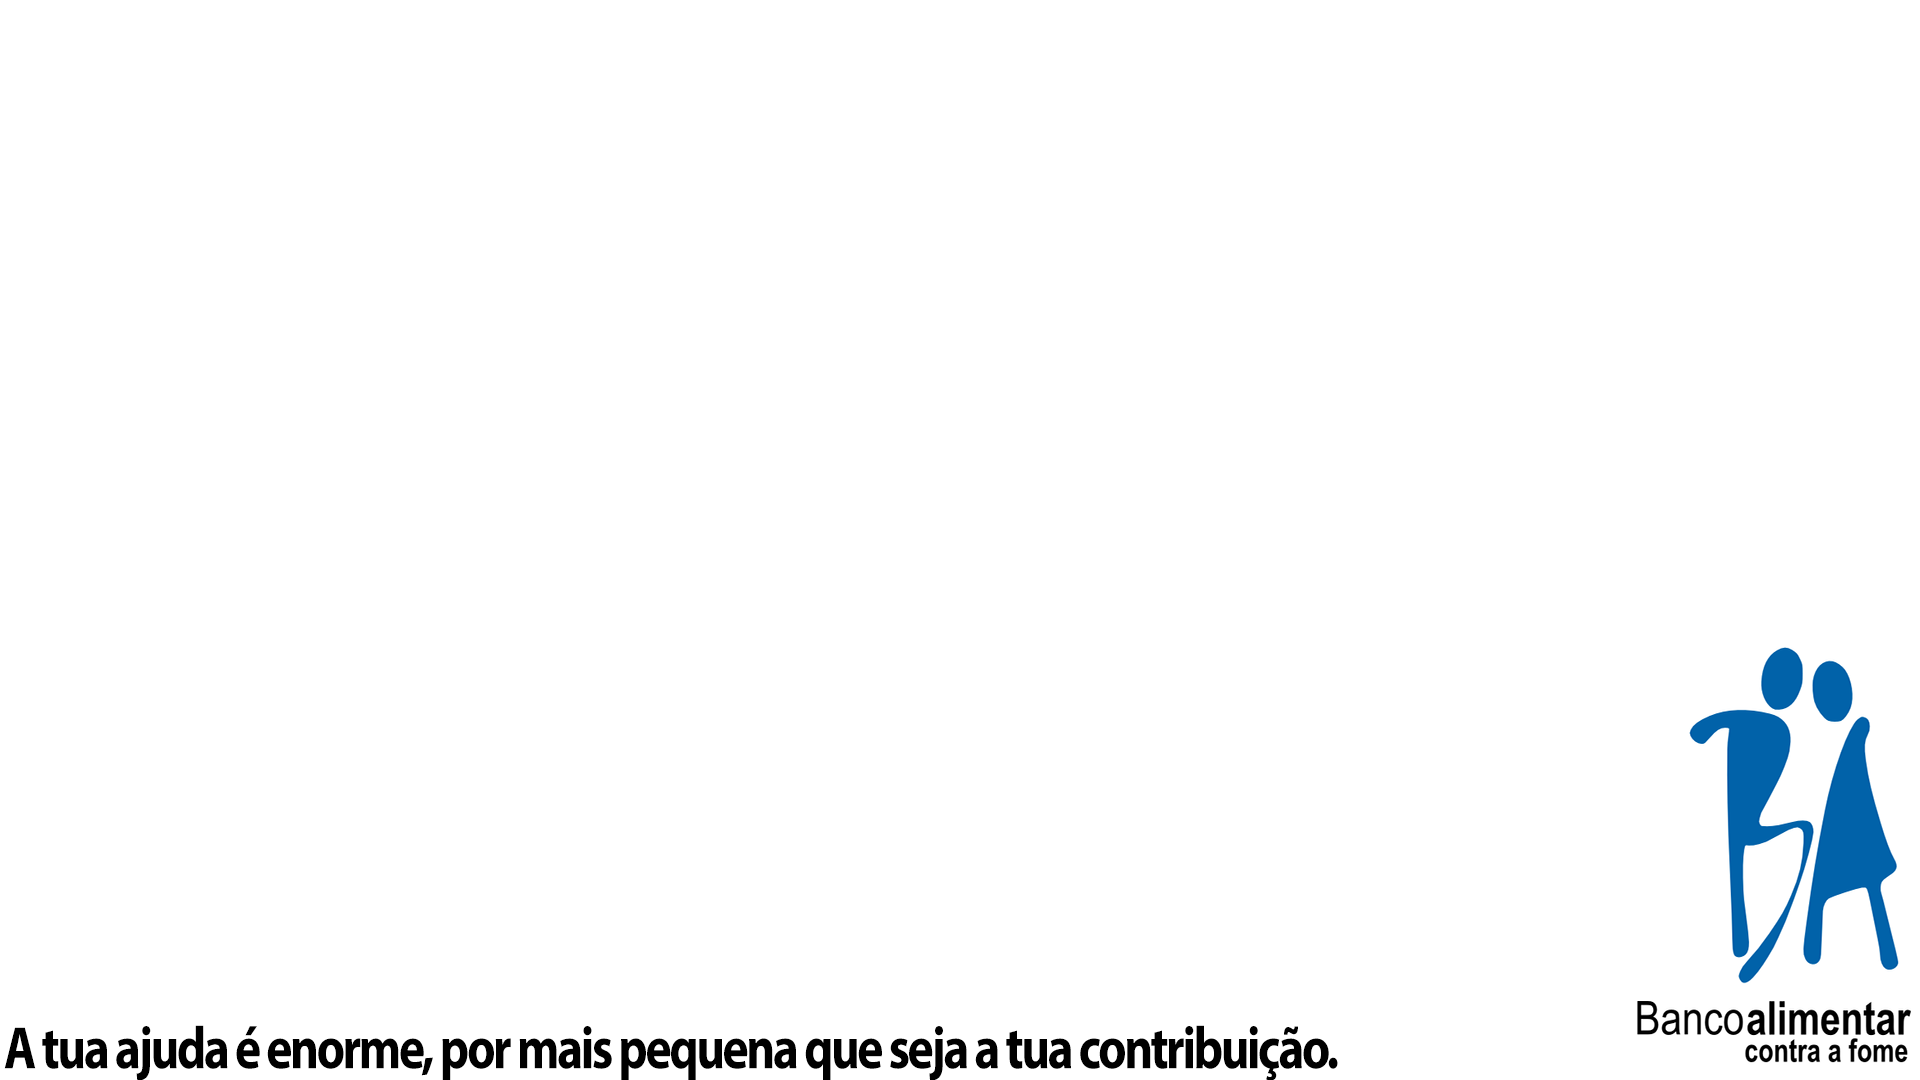 A tua ajuda é enorme, por mais pequena que seja a tua contribuição.
Bancoalimentar
contra a fome